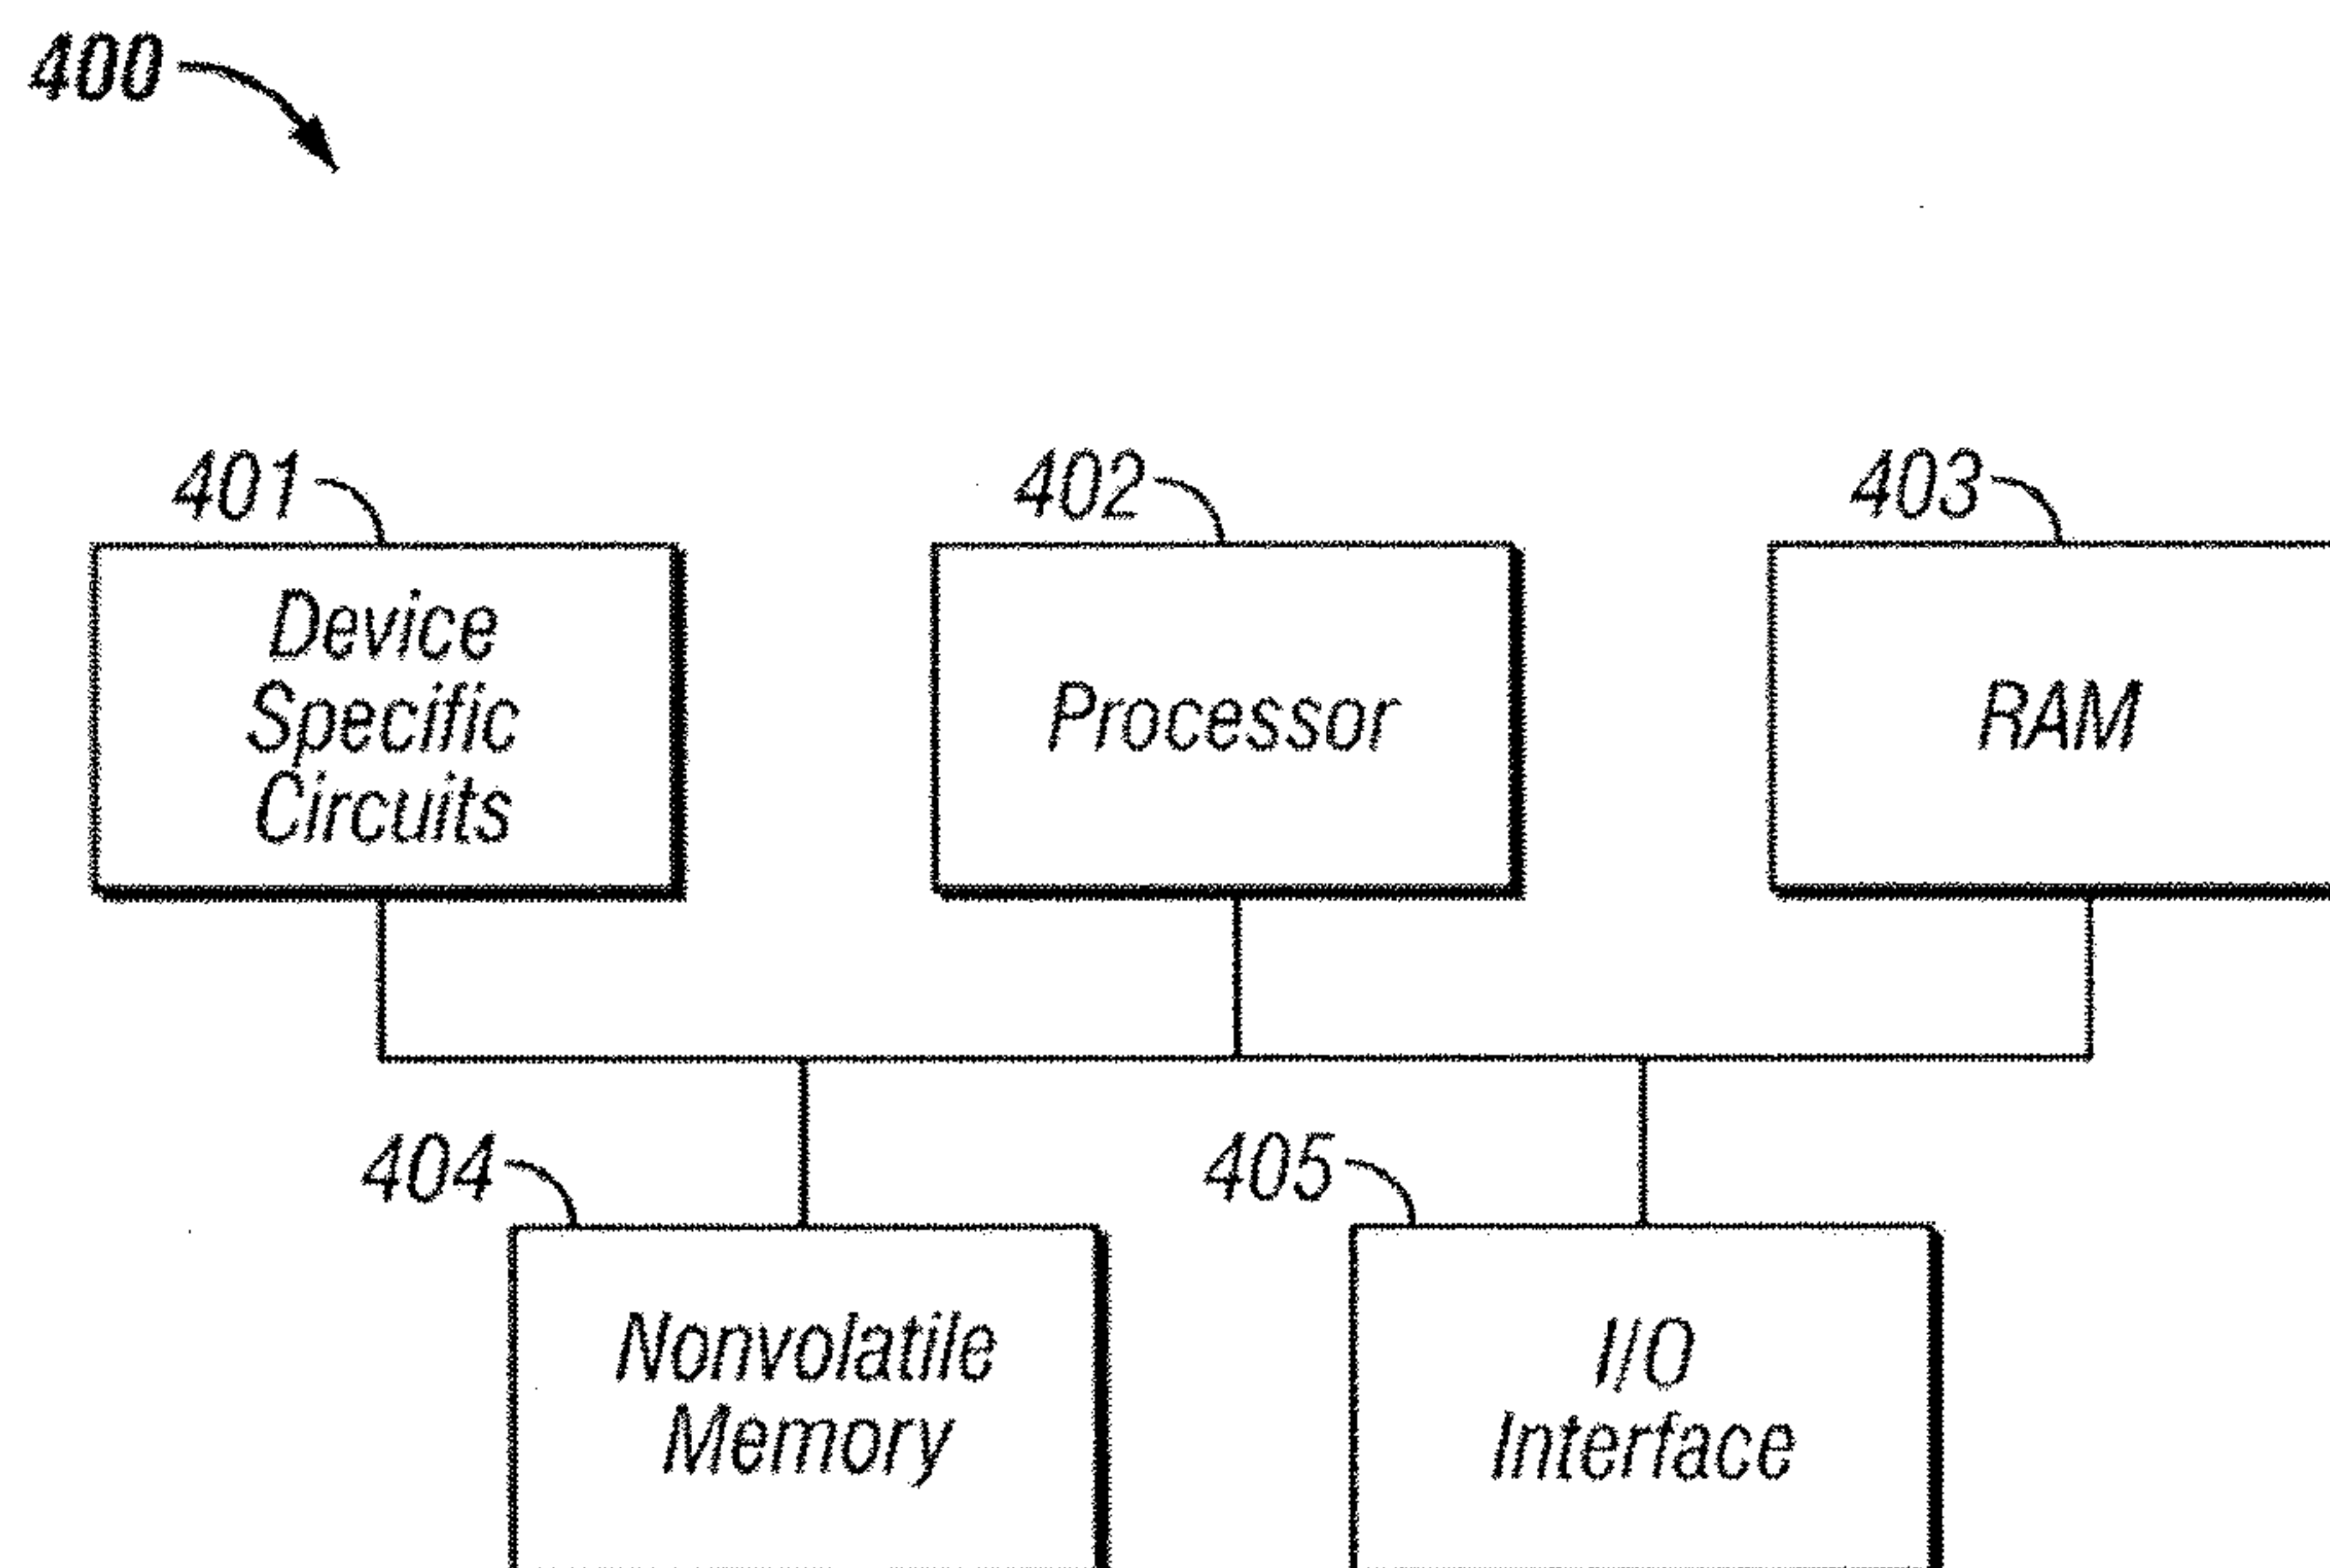 400
401
402
403
Device
Specific
Circuits
Processor
RAM
404
405
Nonvolatile
Memory
I/O
Interface